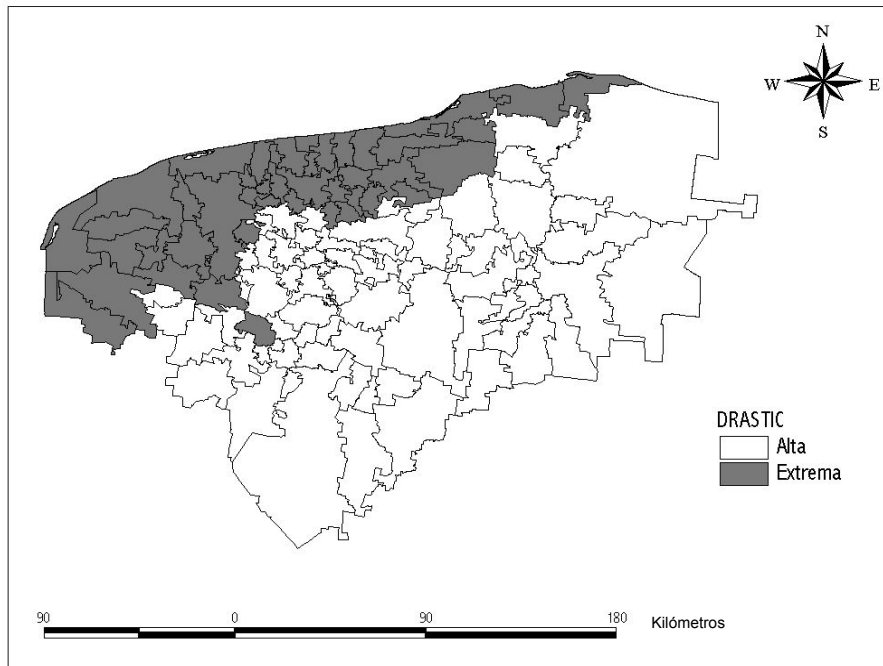 N
W E
S
DRASTIC
Alta
Extrema
90 0 90 180
Kilómetros